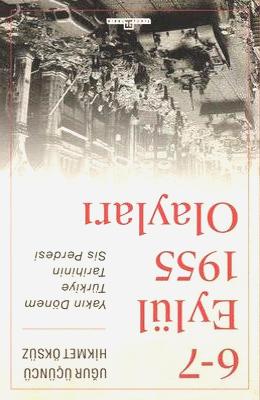 UĞUR ÜÇÜNCÜ
HİKMET ÖKSÜZ
6-7
Eylül
1955
Olayları
Yakın Dönem
Türkiye
Tarihinin
Sis Perdesi